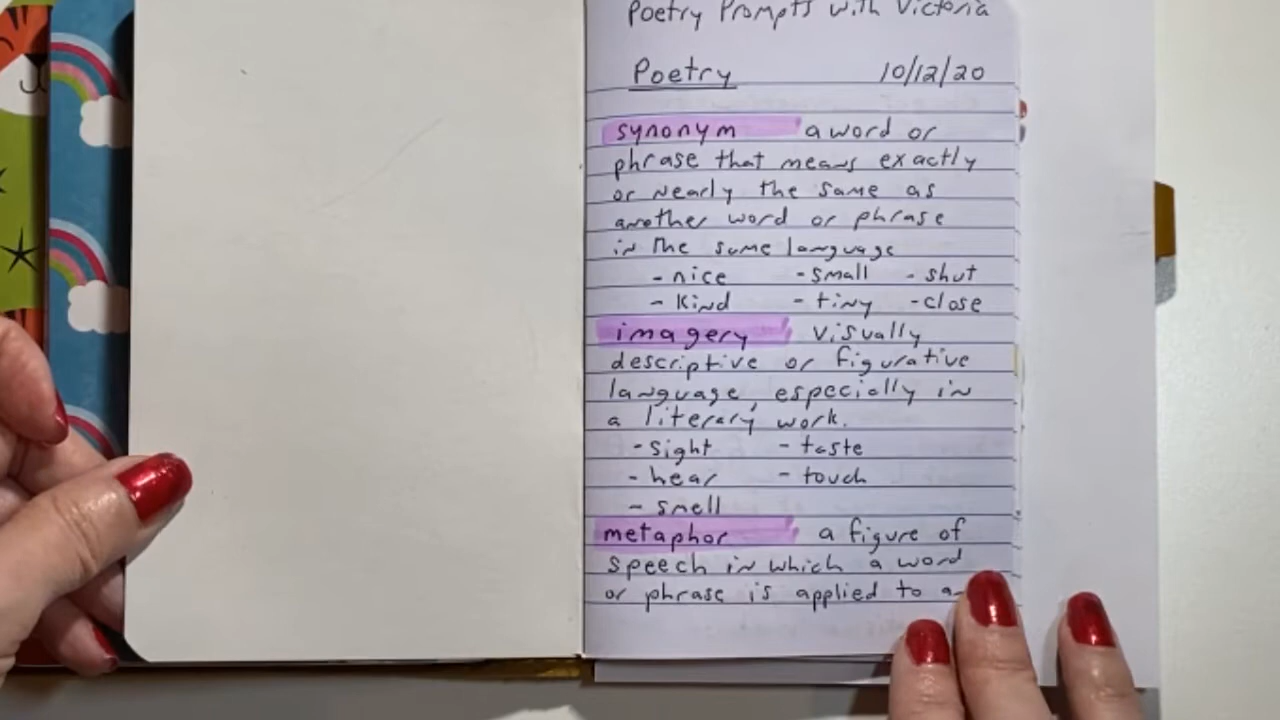 Poetry Prompts with Victoria
Poetry 10/12/20
synonym a word or
phrase that means exactly
or nearly the same as
another word or phrase
in the same language
- nice - small - shut
- kind - tiny - close
imagery visually
descriptive or figurative
language, especially in
a literary work.
- sight - taste
- hear - touch
- smell
metaphor a figure of
speech in which a word
or phrase is applied to